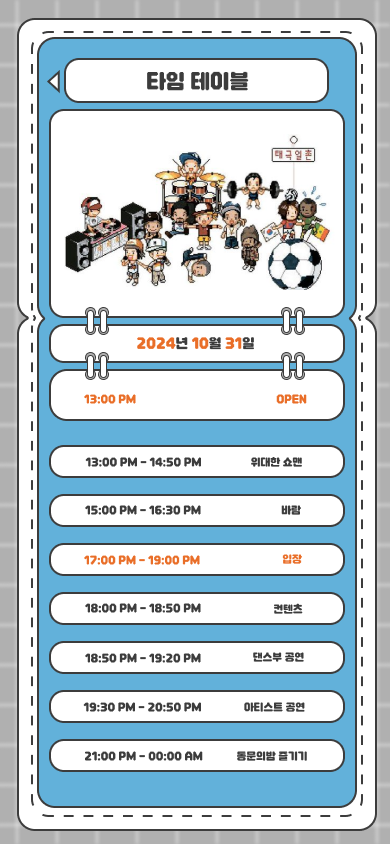 타임 테이블
태극열촌
2024년 10월 31일
13:00 PM OPEN
13:00 PM - 14:50 PM 위대한 쇼맨
15:00 PM - 16:30 PM 바람
17:00 PM - 19:00 PM 입장
18:00 PM - 18:50 PM 컨텐츠
18:50 PM - 19:20 PM 댄스부 공연
19:30 PM - 20:50 PM 아티스트 공연
21:00 PM - 00:00 AM 동문의밤 즐기기